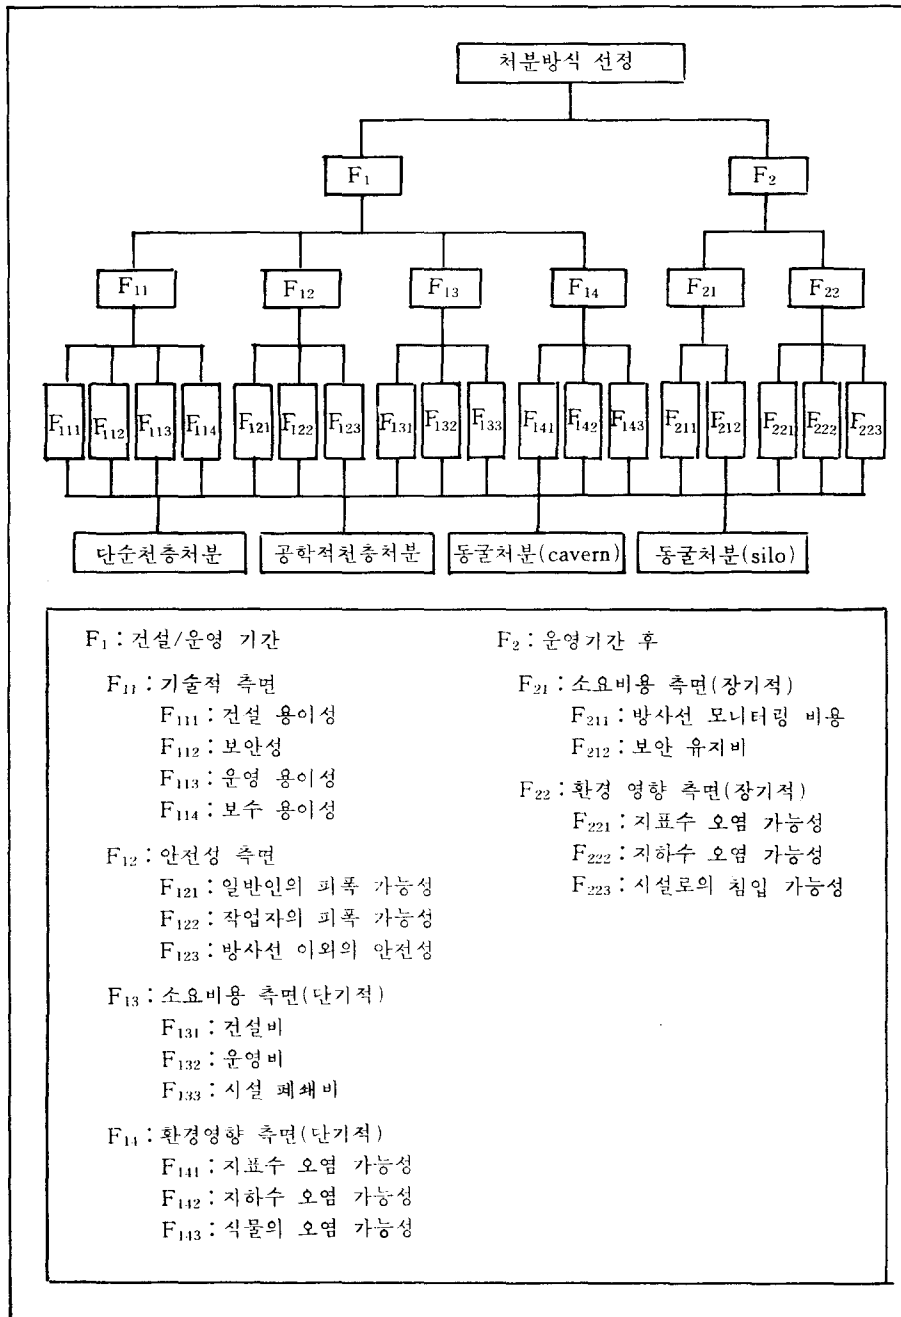 처분방식 선정
F₁ F₂
F₁₁ F₁₂ F₁₃ F₁₄ F₂₁ F₂₂
F₁₁₁ F₁₁₂ F₁₁₃ F₁₁₄ F₁₂₁ F₁₂₂ F₁₂₃ F₁₃₁ F₁₃₂ F₁₃₃ F₁₄₁ F₁₄₂ F₁₄₃ F₂₁₁ F₂₁₂ F₂₂₁ F₂₂₂ F₂₂₃
단순천층처분 공학적천층처분 동굴처분(cavern) 동굴처분(silo)
F₁ : 건설/운영 기간
F₁₁ : 기술적 측면
F₁₁₁ : 건설 용이성
F₁₁₂ : 보안성
F₁₁₃ : 운영 용이성
F₁₁₄ : 보수 용이성
F₁₂ : 안전성 측면
F₁₂₁ : 일반인의 피폭 가능성
F₁₂₂ : 작업자의 피폭 가능성
F₁₂₃ : 방사선 이외의 안전성
F₁₃ : 소요비용 측면(단기적)
F₁₃₁ : 건설비
F₁₃₂ : 운영비
F₁₃₃ : 시설 폐쇄비
F₁₄ : 환경영향 측면(단기적)
F₁₄₁ : 지표수 오염 가능성
F₁₄₂ : 지하수 오염 가능성
F₁₄₃ : 식물의 오염 가능성
F₂ : 운영기간 후
F₂₁ : 소요비용 측면(장기적)
F₂₁₁ : 방사선 모니터링 비용
F₂₁₂ : 보안 유지비
F₂₂ : 환경 영향 측면(장기적)
F₂₂₁ : 지표수 오염 가능성
F₂₂₂ : 지하수 오염 가능성
F₂₂₃ : 시설로의 침입 가능성